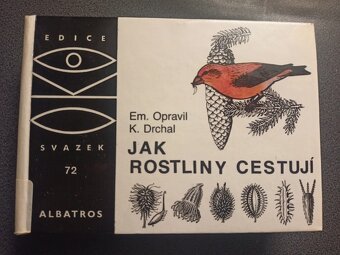 EDICE
OKO
SVAZEK
72
ALBATROS
Em. Opravil
K. Drchal
JAK
ROSTLINY CESTUJÍ